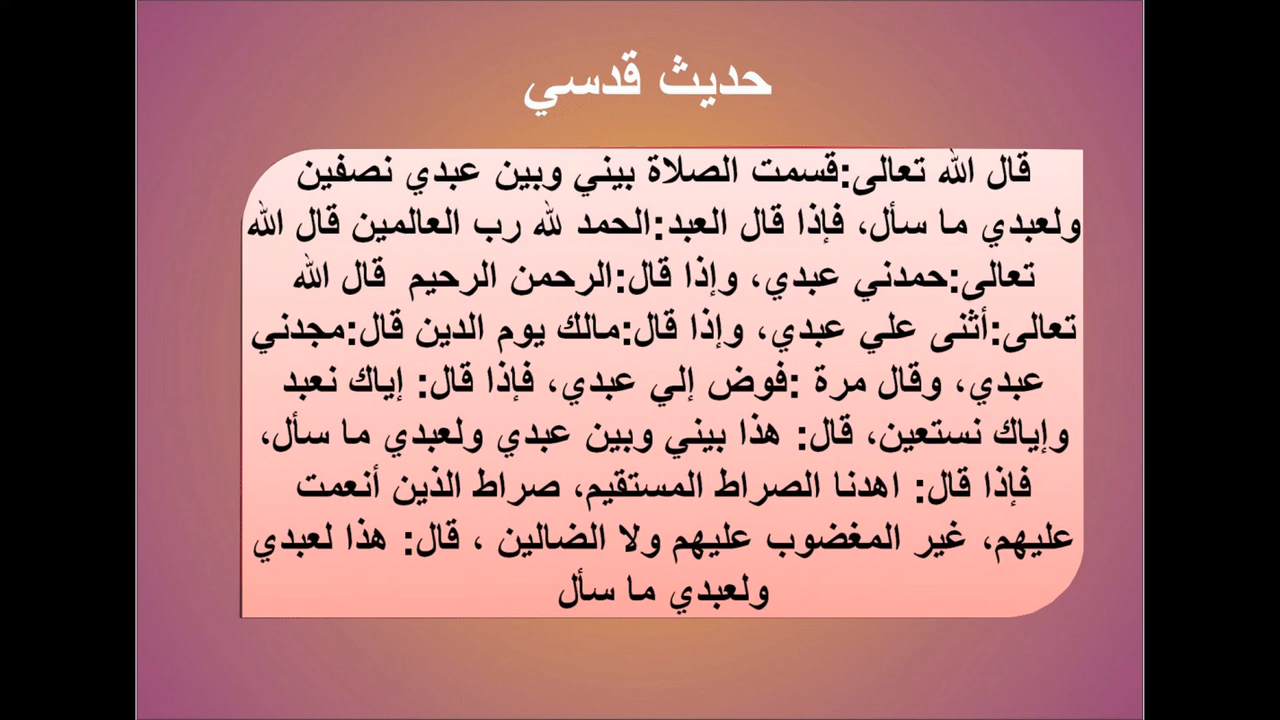 حديث قدسي
قال الله تعالى:قسمت الصلاة بيني وبين عبدي نصفين
ولعبدي ما سأل، فإذا قال العبد:الحمد لله رب العالمين قال الله
تعالى:حمدني عبدي، وإذا قال:الرحمن الرحيم  قال الله
تعالى:أثنى علي عبدي، وإذا قال:مالك يوم الدين قال:مجدني
عبدي، وقال مرة :فوض إلي عبدي، فإذا قال: إياك نعبد
وإياك نستعين، قال: هذا بيني وبين عبدي ولعبدي ما سأل،
فإذا قال: اهدنا الصراط المستقيم، صراط الذين أنعمت
عليهم، غير المغضوب عليهم ولا الضالين ، قال: هذا لعبدي
ولعبدي ما سأل